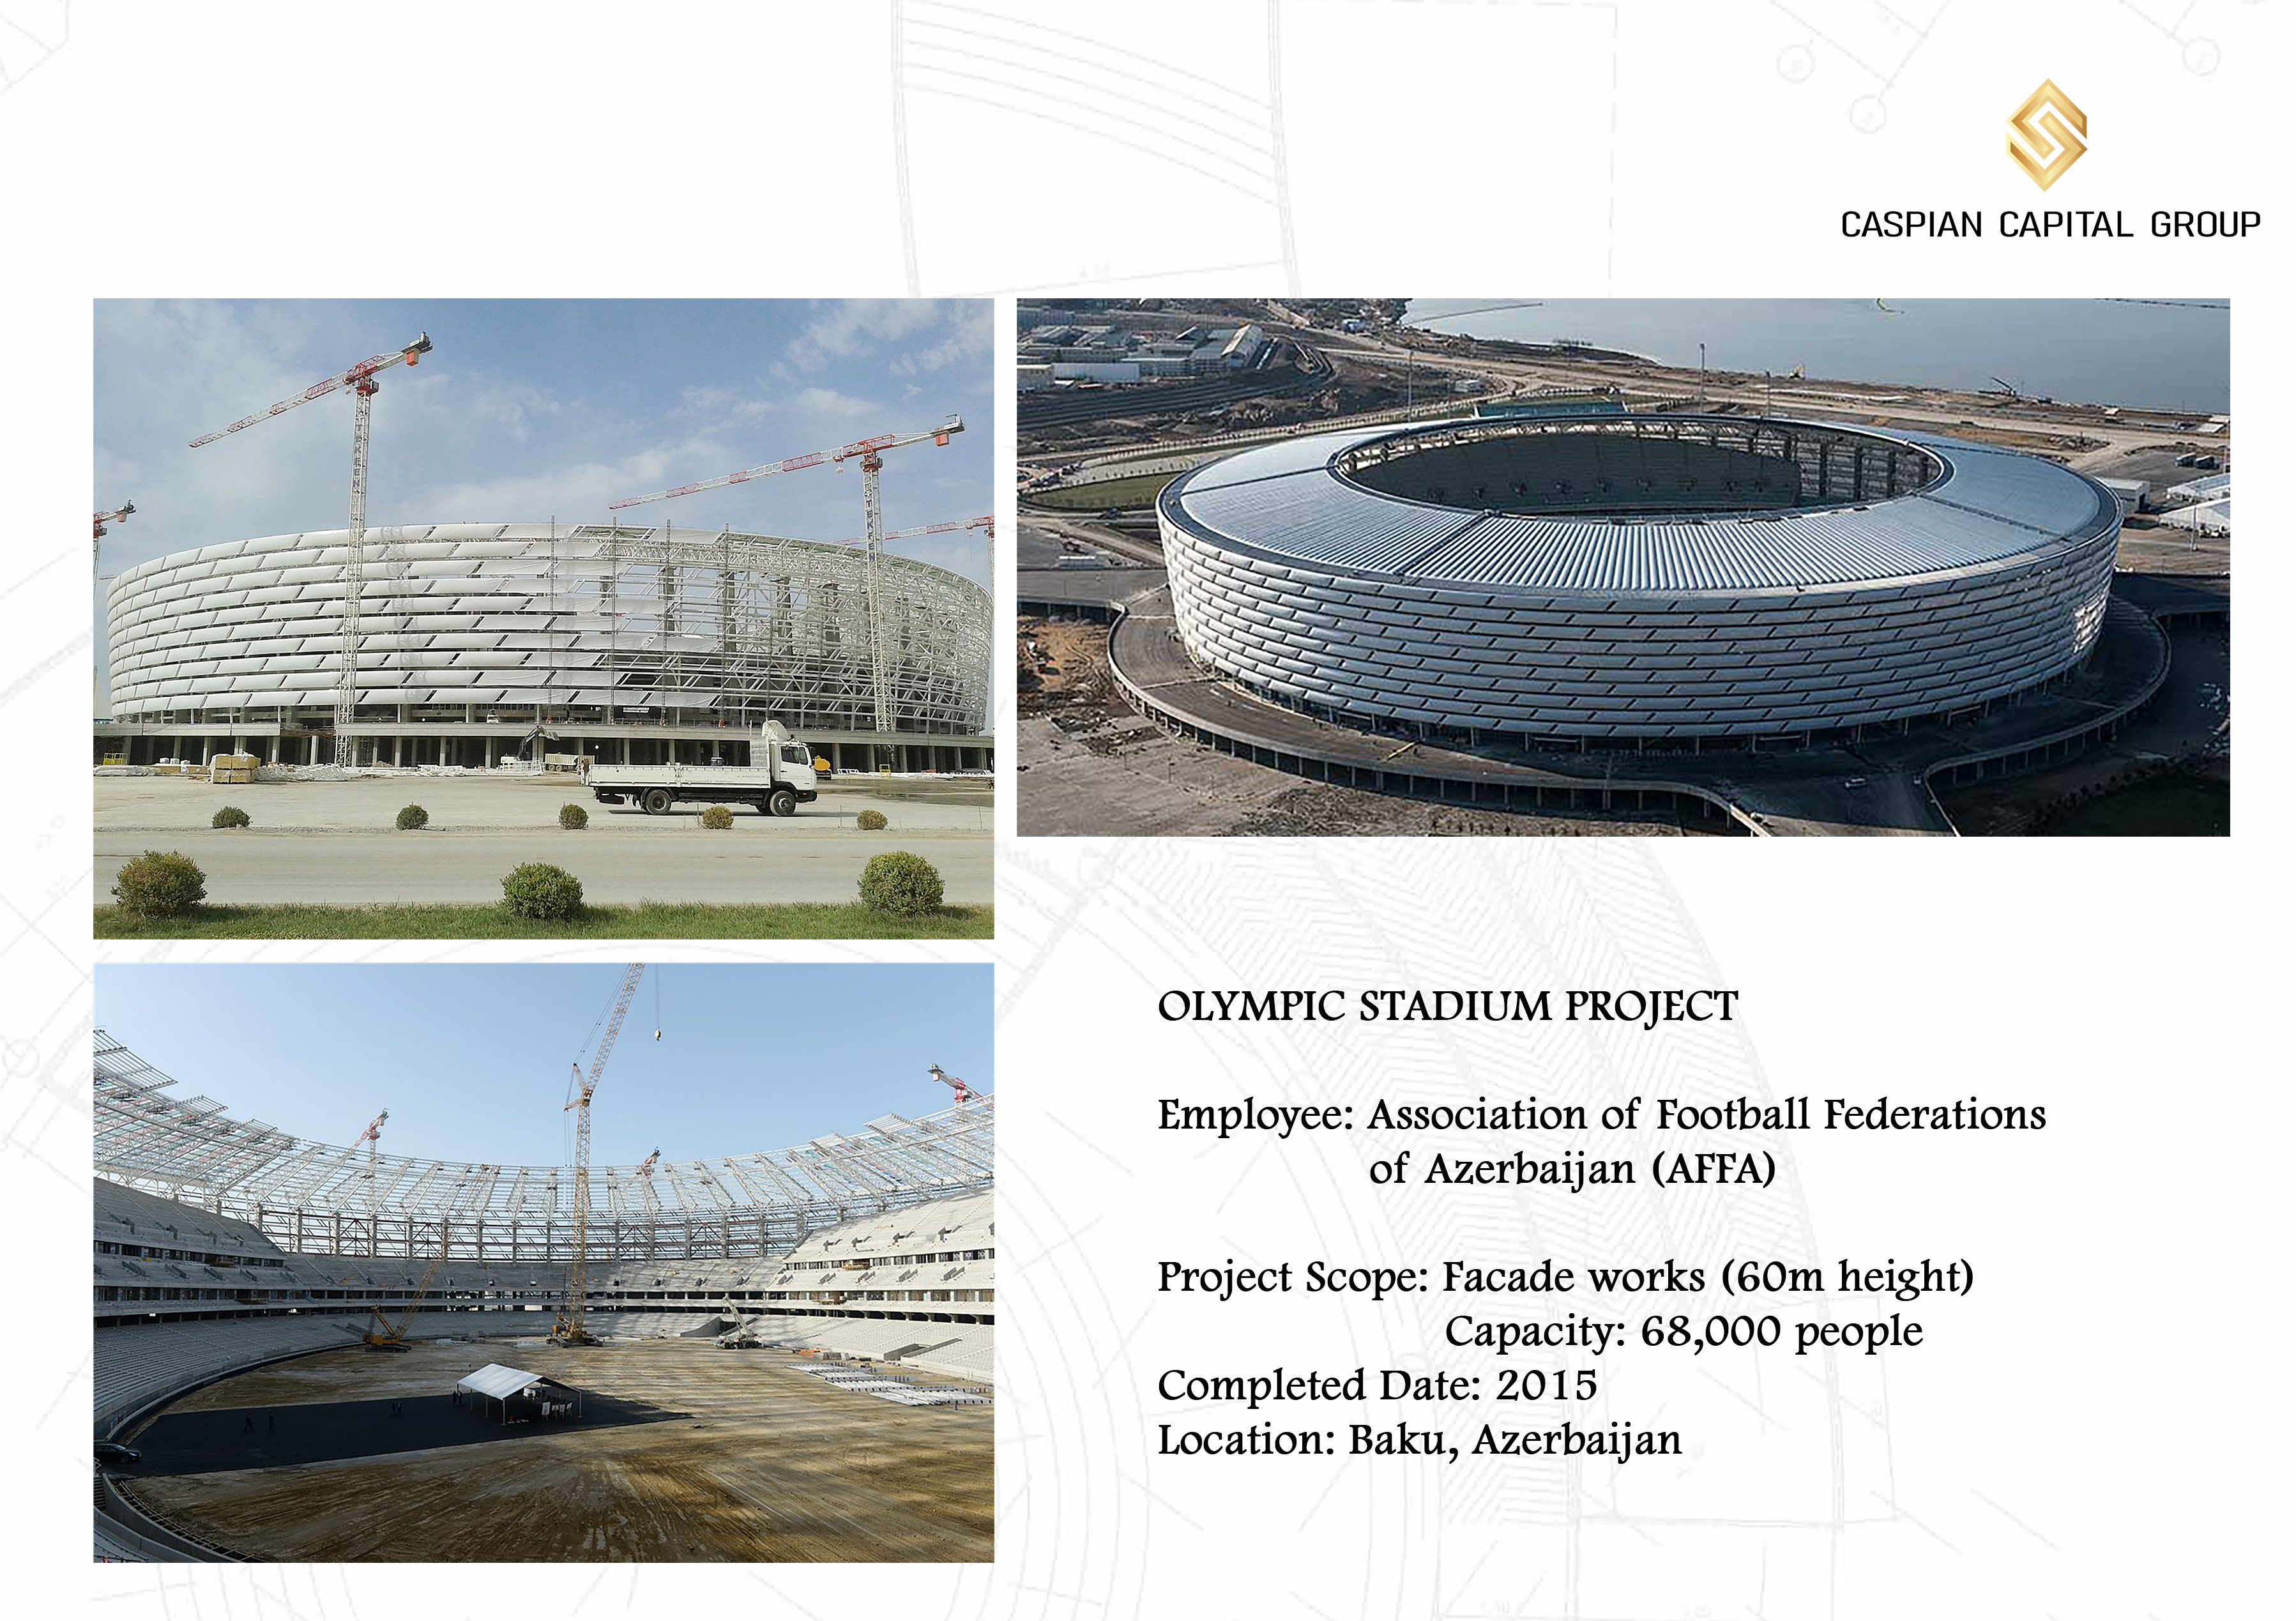 CASPIAN CAPITAL GROUP
OLYMPIC STADIUM PROJECT
Employee: Association of Football Federations
of Azerbaijan (AFFA)
Project Scope: Facade works (60m height)
Capacity: 68,000 people
Completed Date: 2015
Location: Baku, Azerbaijan